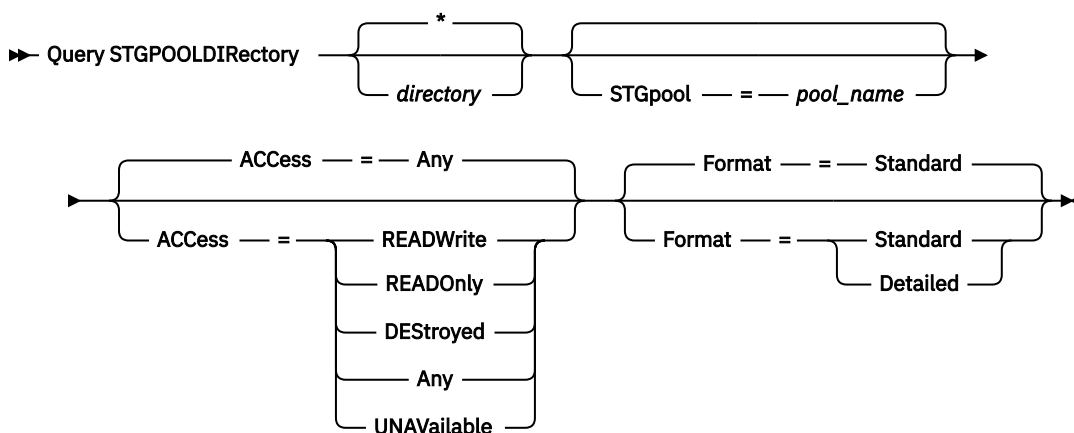 *
Query STGPOOLDIRectory
directory
STGpool = pool_name
ACCess = Any
Format = Standard
ACCess = READWrite
Format = Standard
READOnly
Detailed
DEStroyed
Any
UNAVailable